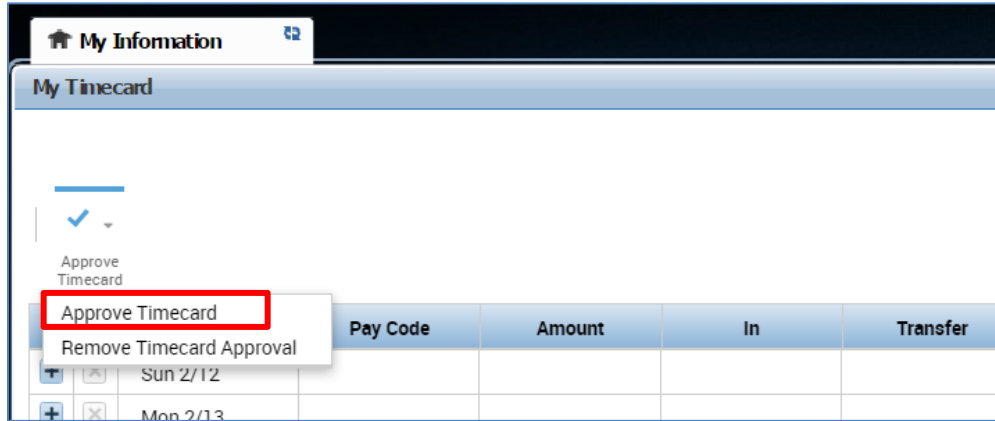 My Information
My Timecard
Approve
Timecard
Approve Timecard
Remove Timecard Approval
Pay Code Amount In Transfer
Sun 2/12
Mon 2/13